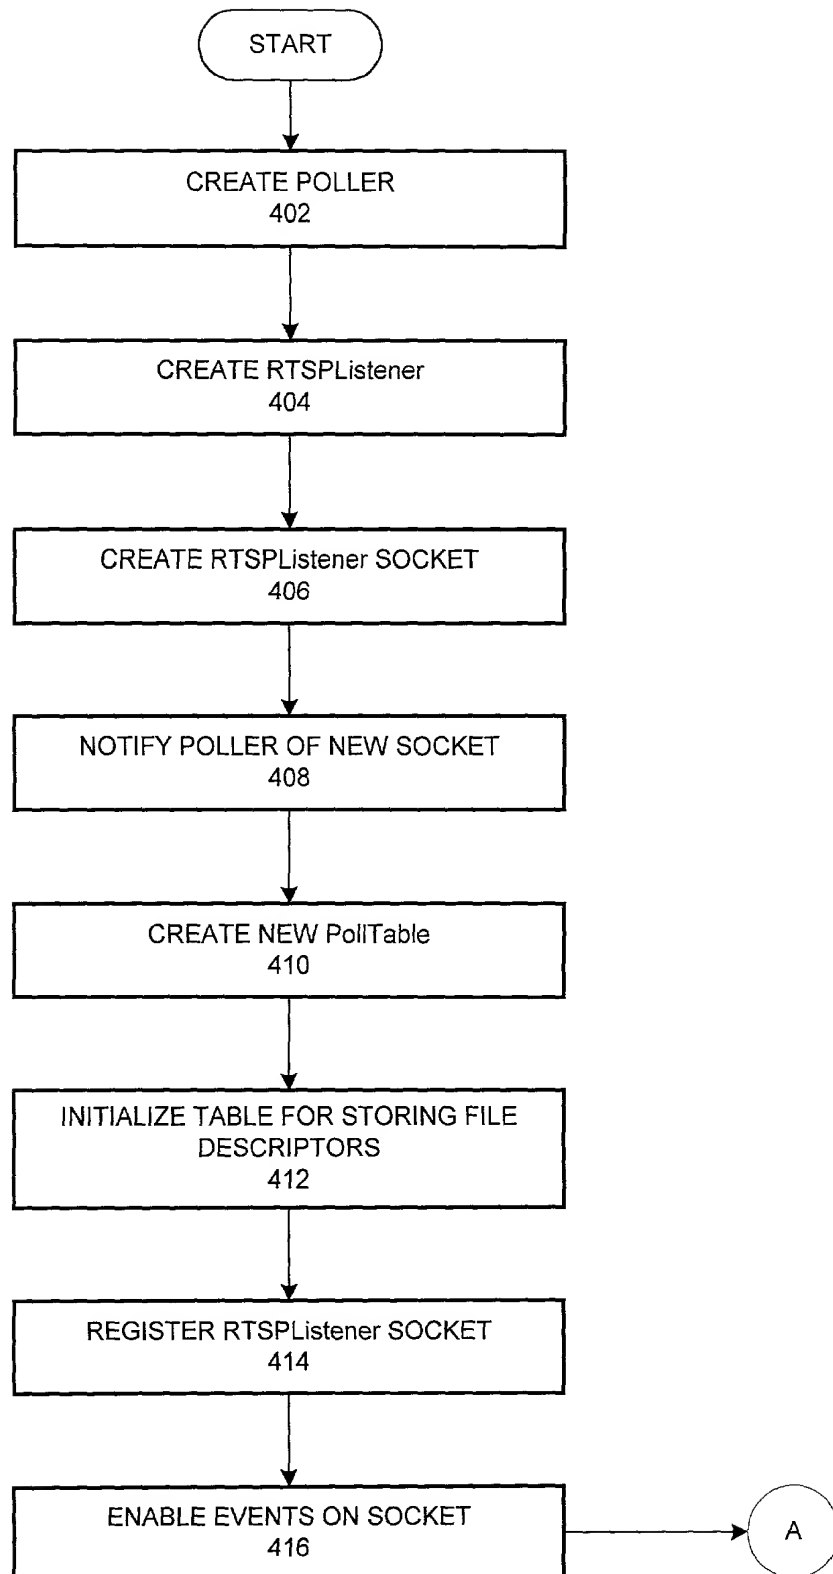 START
CREATE POLLER
402
CREATE RTSPListener
404
CREATE RTSPListener SOCKET
406
NOTIFY POLLER OF NEW SOCKET
408
CREATE NEW PollTable
410
INITIALIZE TABLE FOR STORING FILE
DESCRIPTORS
412
REGISTER RTSPListener SOCKET
414
ENABLE EVENTS ON SOCKET
416
A